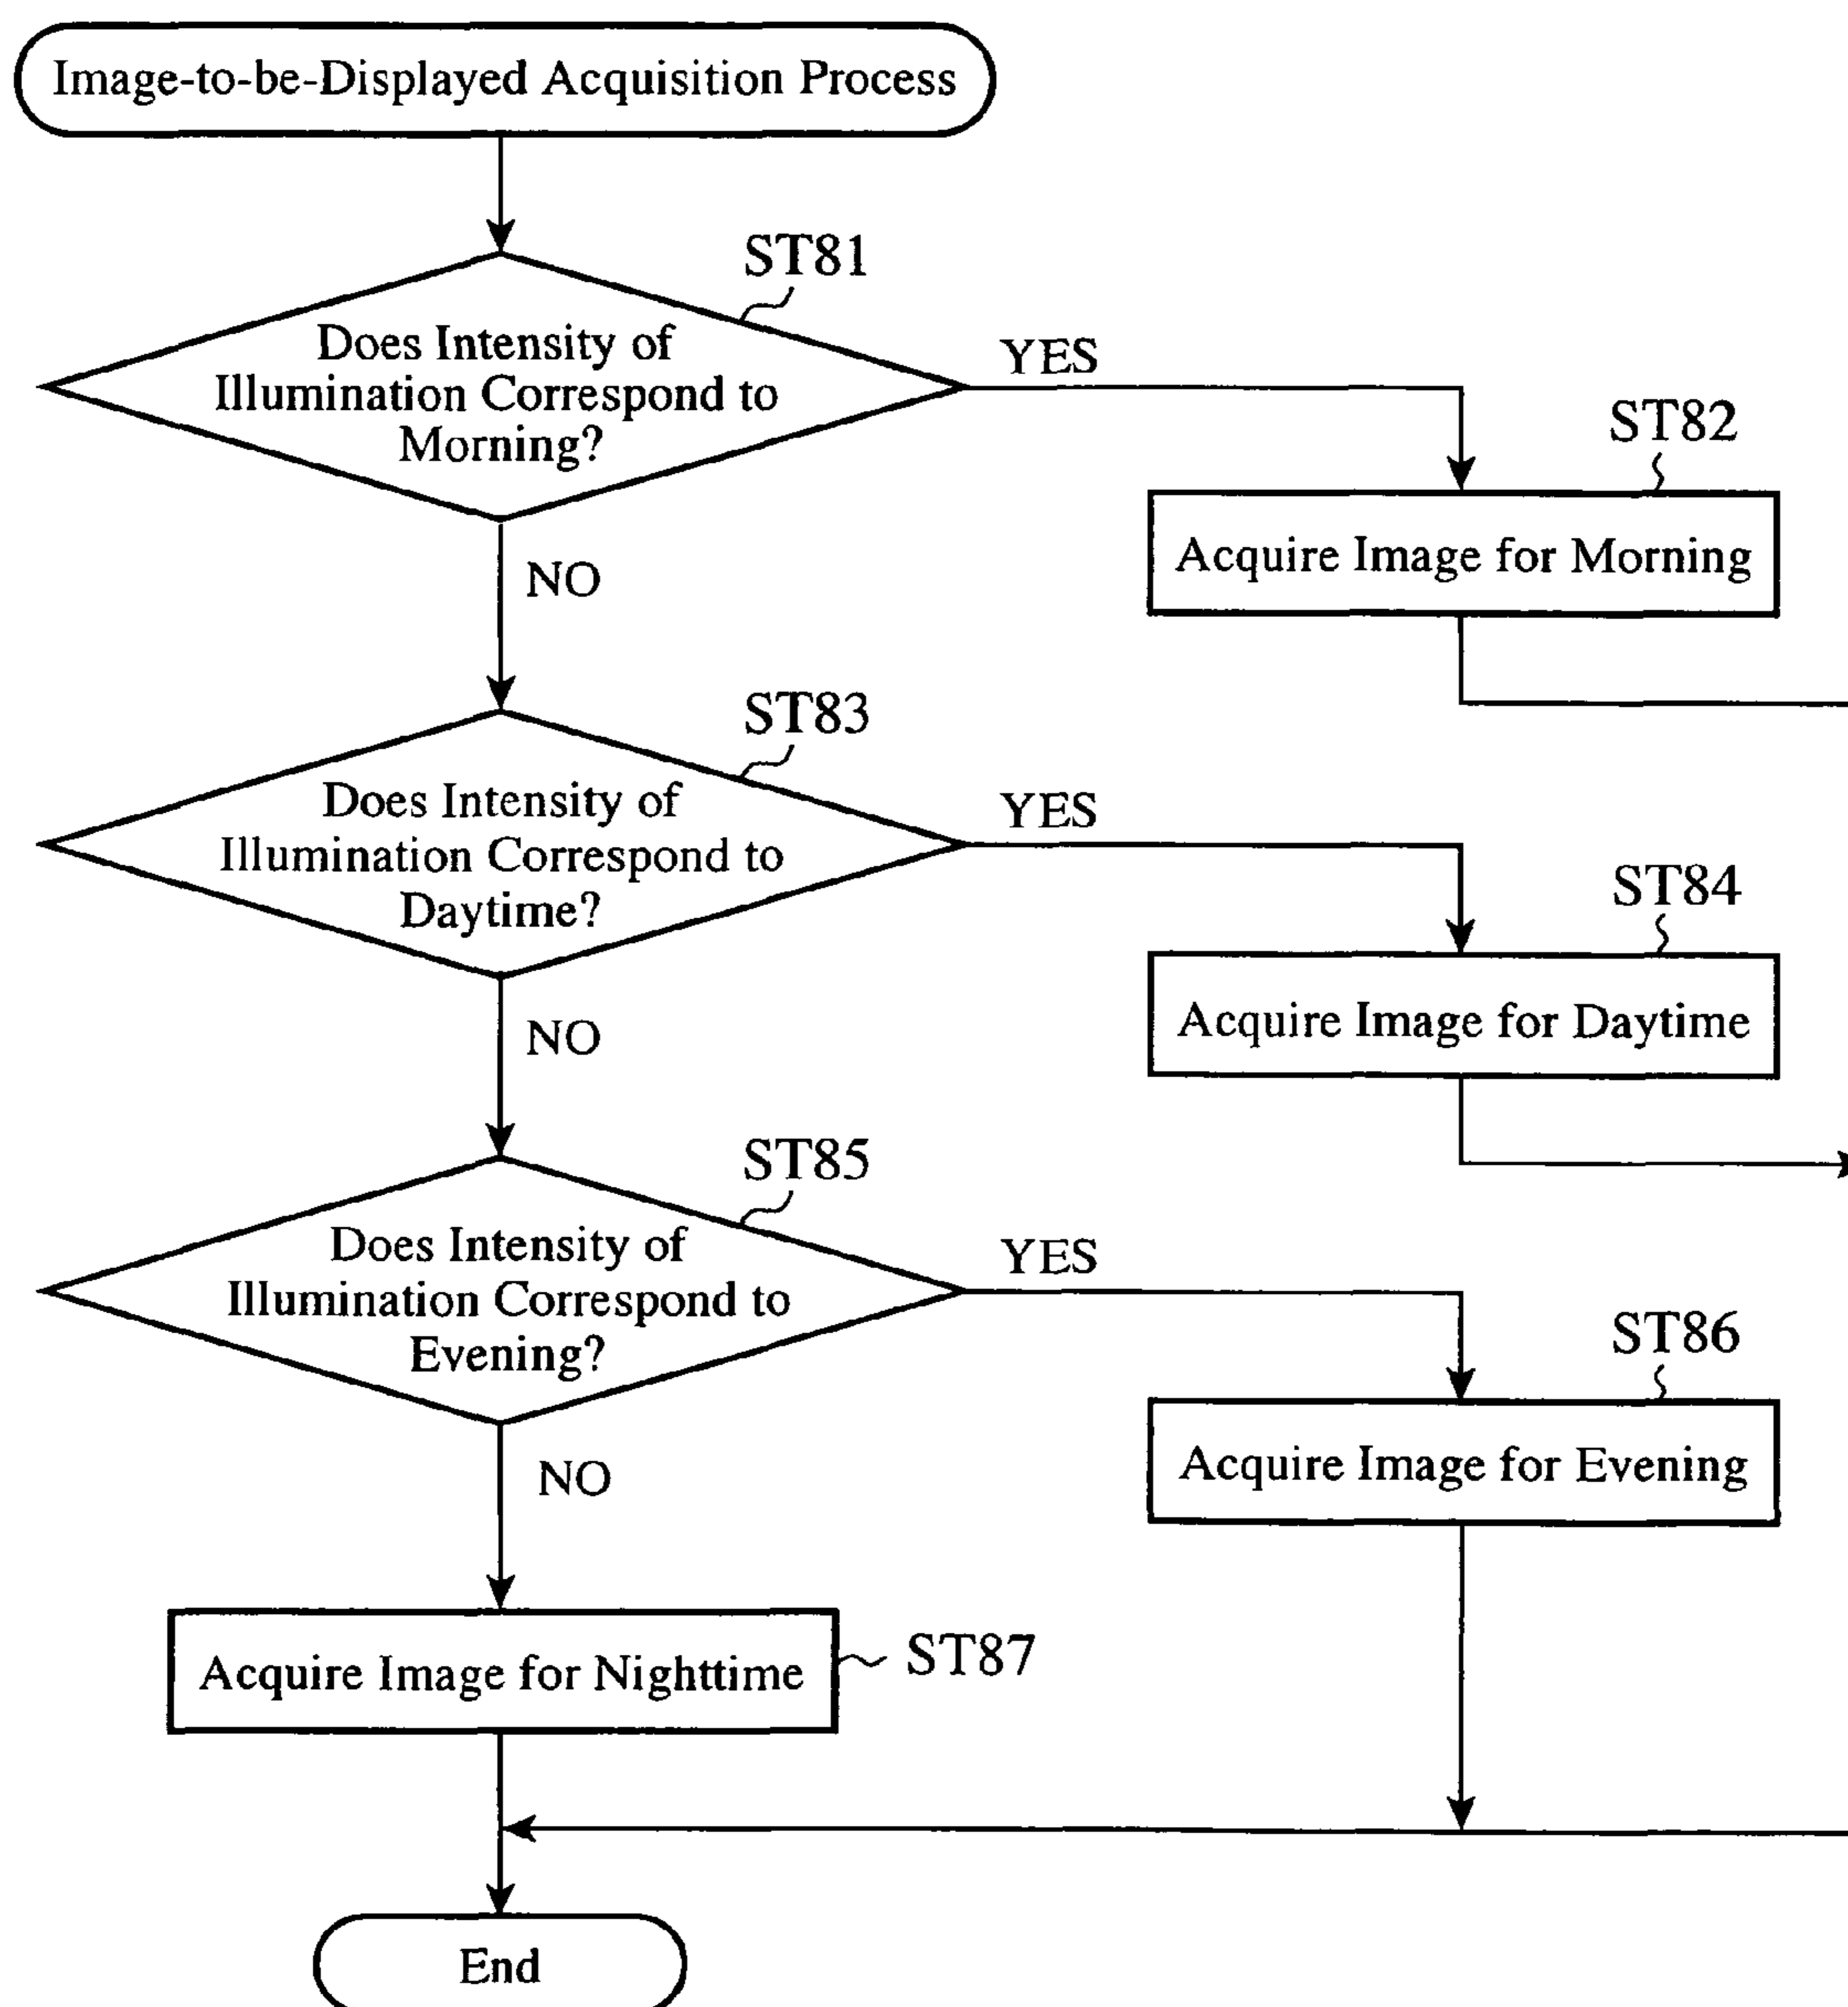 Image-to-be-Displayed Acquisition Process
ST81
Does Intensity of
Illumination Correspond to
Morning?
YES
ST82
Acquire Image for Morning
NO
ST83
Does Intensity of
Illumination Correspond to
Daytime?
YES
ST84
Acquire Image for Daytime
NO
ST85
Does Intensity of
Illumination Correspond to
Evening?
YES
ST86
Acquire Image for Evening
NO
Acquire Image for Nighttime
ST87
End